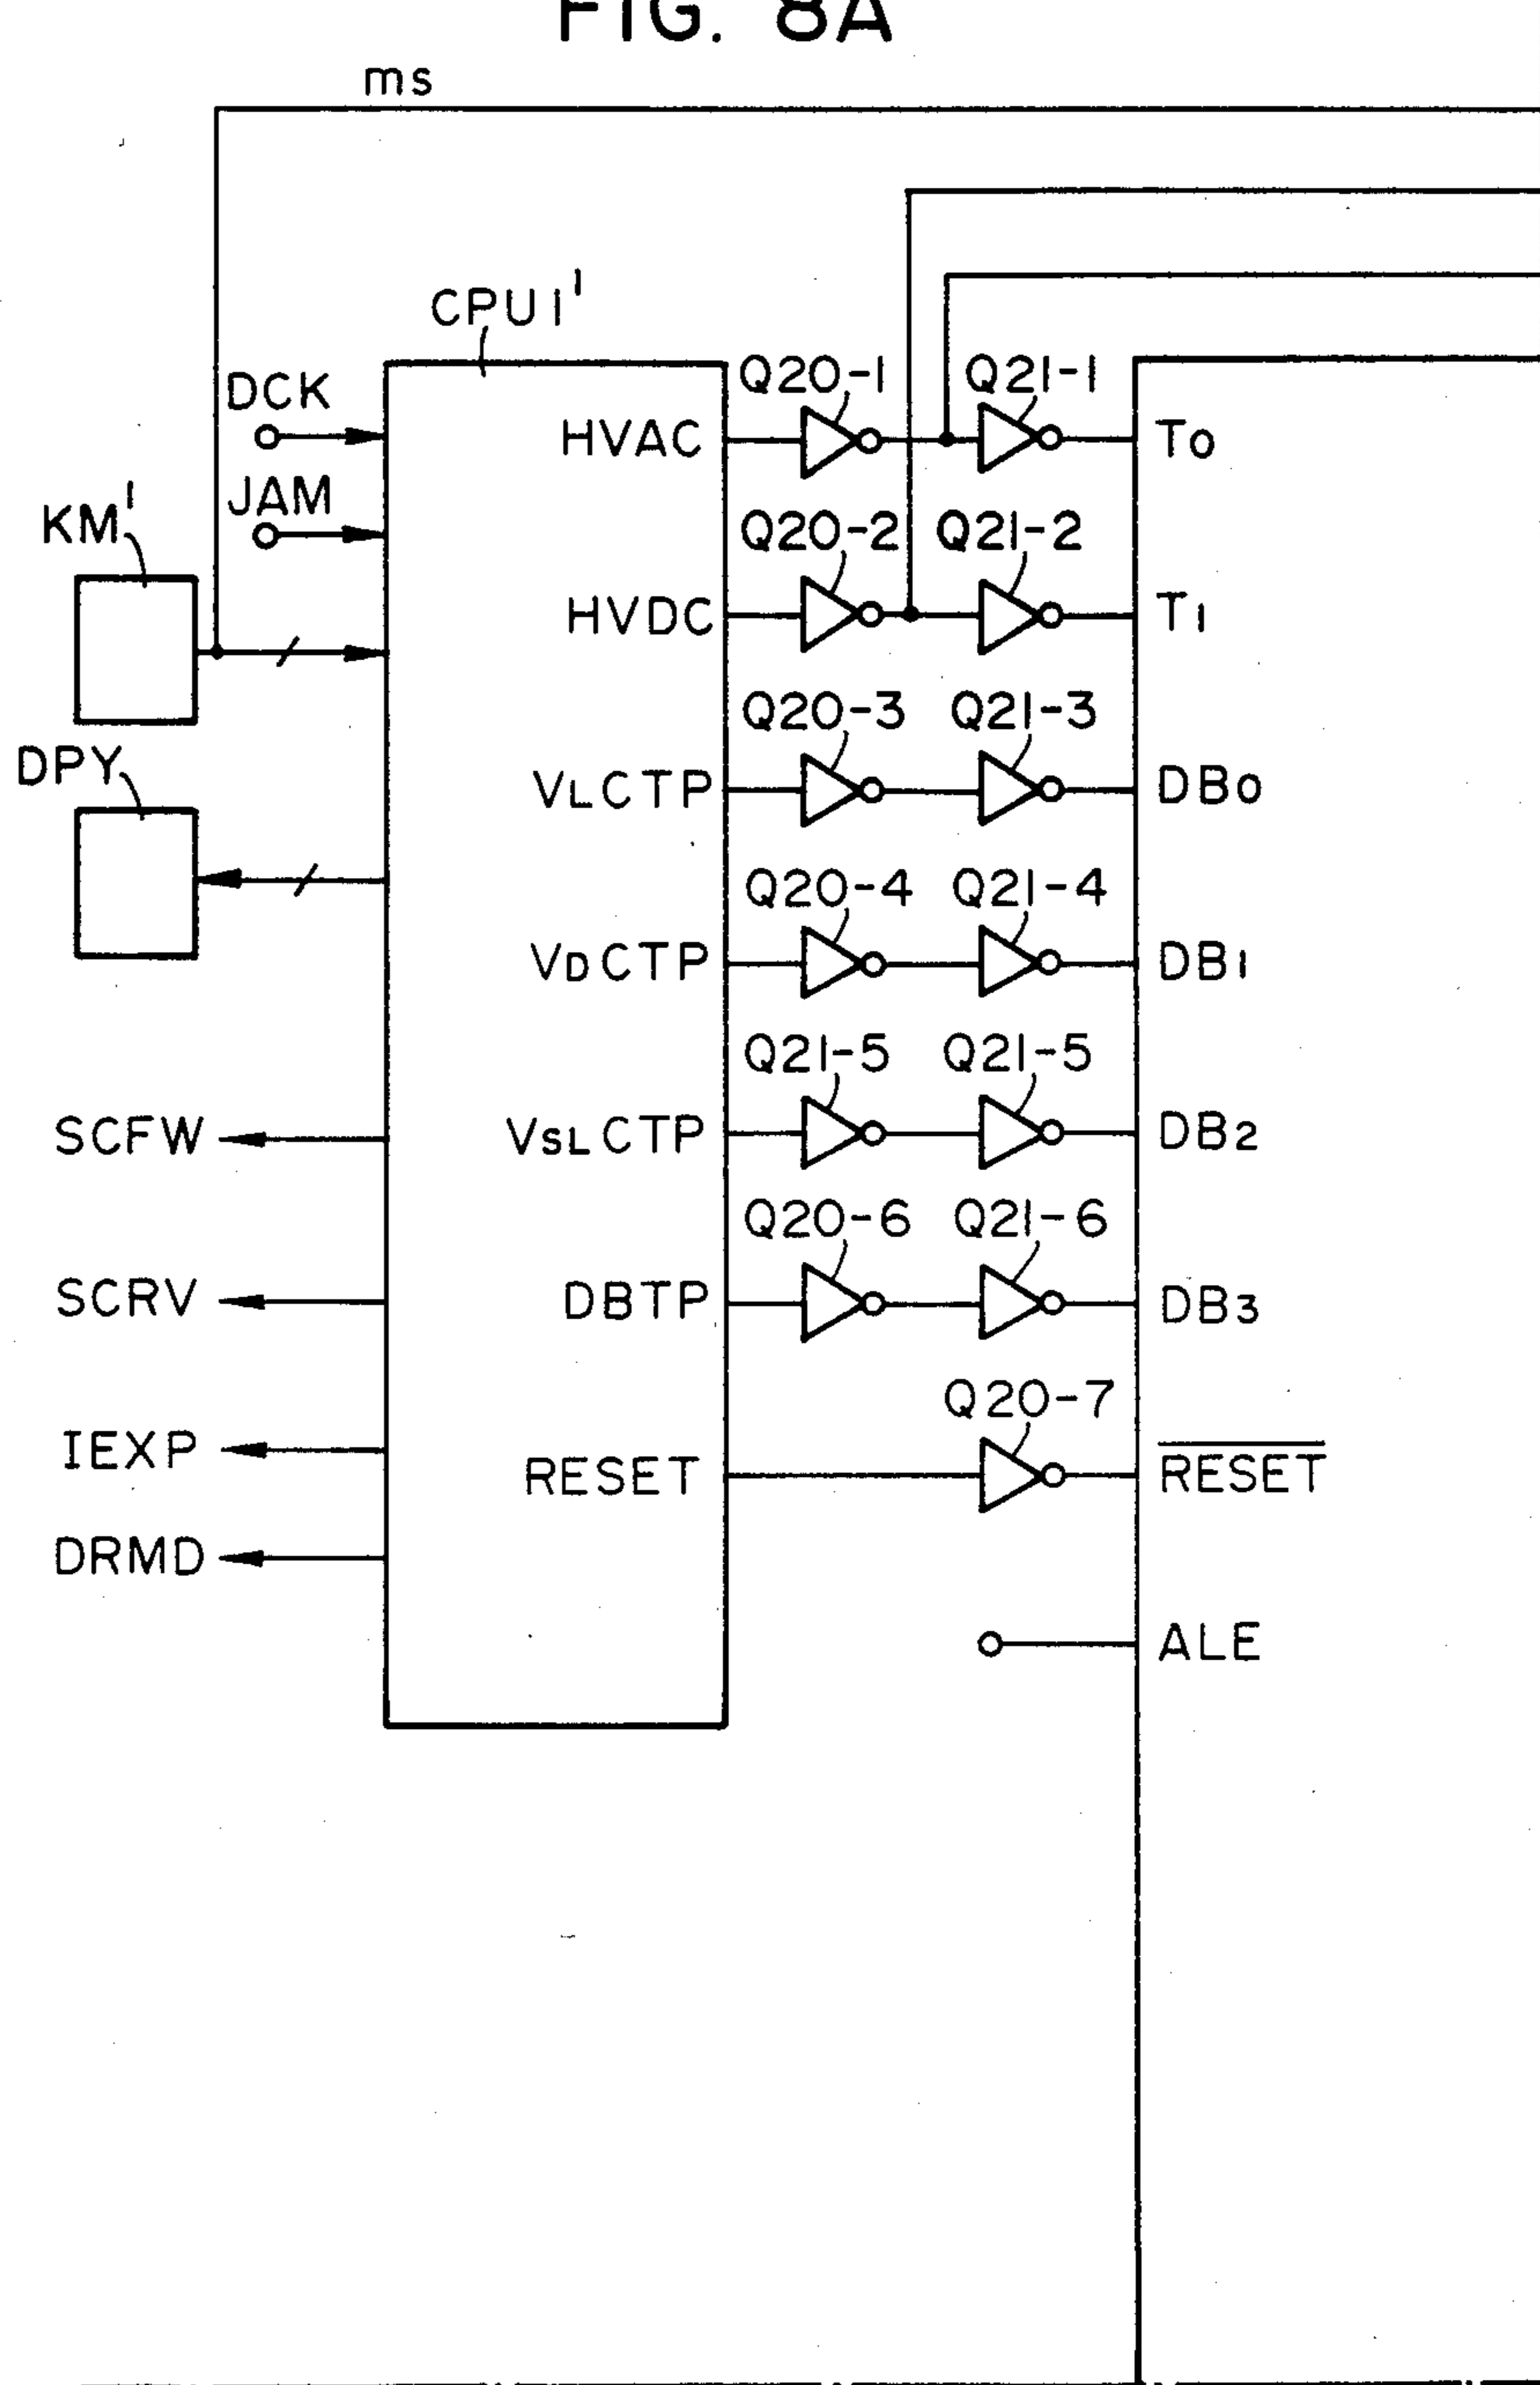 FIG. 8A
ms
CPU1'
DCK
Q20-1 Q21-1
HVAC
T0
JAM
KM'
Q20-2 Q21-2
HVDC
T1
Q20-3 Q21-3
DPY
VLCTP
DB0
Q20-4 Q21-4
VDCTP
DB1
Q21-5 Q21-5
SCFW
VSLCTP
DB2
Q20-6 Q21-6
SCRV
DBTP
DB3
Q20-7
IEXP
RESET
RESET
DRMD
ALE